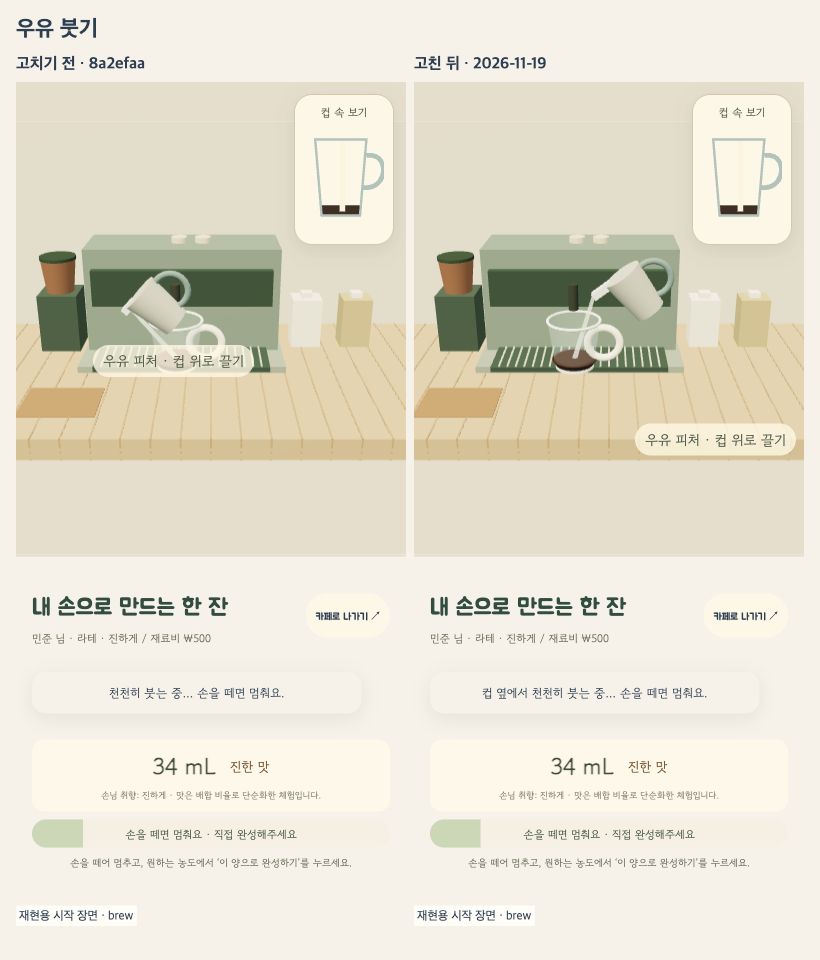 우유 붓기
고치기 전 · 8a2efaa
컵 속 보기
우유 피처 · 컵 위로 끌기
내 손으로 만드는 한 잔
카페로 나가기 ↗
민준 님 · 라테 · 진하게 / 재료비 ₩500
천천히 붓는 중... 손을 떼면 멈춰요.
34 mL 진한 맛
손님 취향: 진하게 · 맛은 배합 비율로 단순화한 체험입니다.
손을 떼면 멈춰요 · 직접 완성해주세요
손을 떼어 멈추고, 원하는 농도에서 ‘이 양으로 완성하기’를 누르세요.
재현용 시작 장면 · brew
고친 뒤 · 2026-11-19
컵 속 보기
우유 피처 · 컵 위로 끌기
내 손으로 만드는 한 잔
카페로 나가기 ↗
민준 님 · 라테 · 진하게 / 재료비 ₩500
컵 옆에서 천천히 붓는 중... 손을 떼면 멈춰요.
34 mL 진한 맛
손님 취향: 진하게 · 맛은 배합 비율로 단순화한 체험입니다.
손을 떼면 멈춰요 · 직접 완성해주세요
손을 떼어 멈추고, 원하는 농도에서 ‘이 양으로 완성하기’를 누르세요.
재현용 시작 장면 · brew